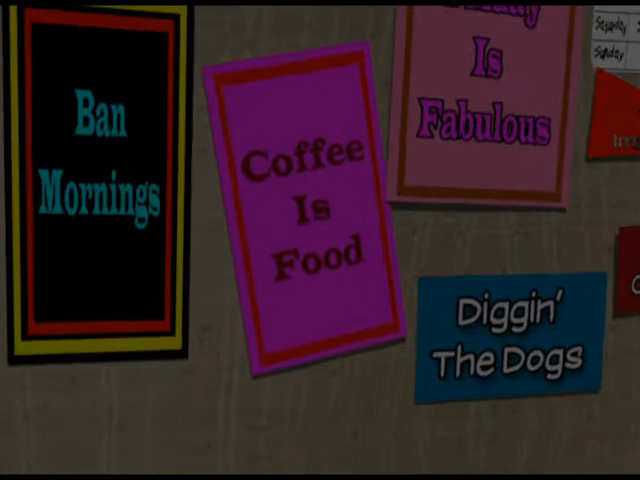 Ban
Mornings
Coffee
Is
Food
Is
Fabulous
Saturday
Sunday
Diggin'
The Dogs